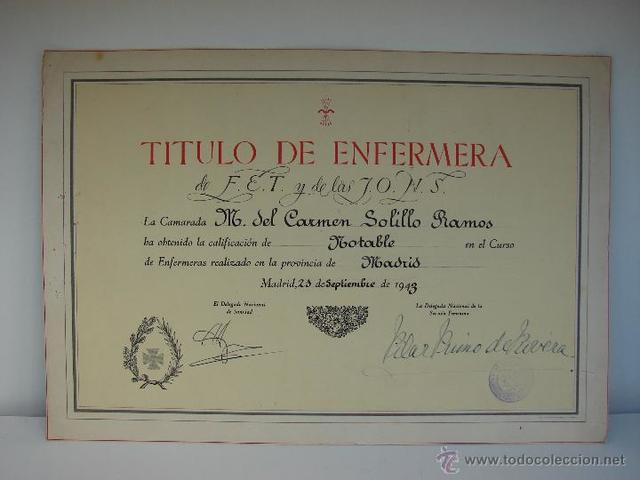 TITULO DE ENFERMERA
de F.E.T. y de las J.O.N.S.
La Camarada M. del Carmen Solillo Ramos
ha obtenido la calificación de Notable en el Curso
de Enfermeras realizado en la provincia de Madrid
Madrid, 23 de Septiembre de 1943
El Delegado Nacional
de Sanidad
La Delegada Nacional de la
Sección Femenina
Pilar Primo de Rivera
www.todocoleccion.net